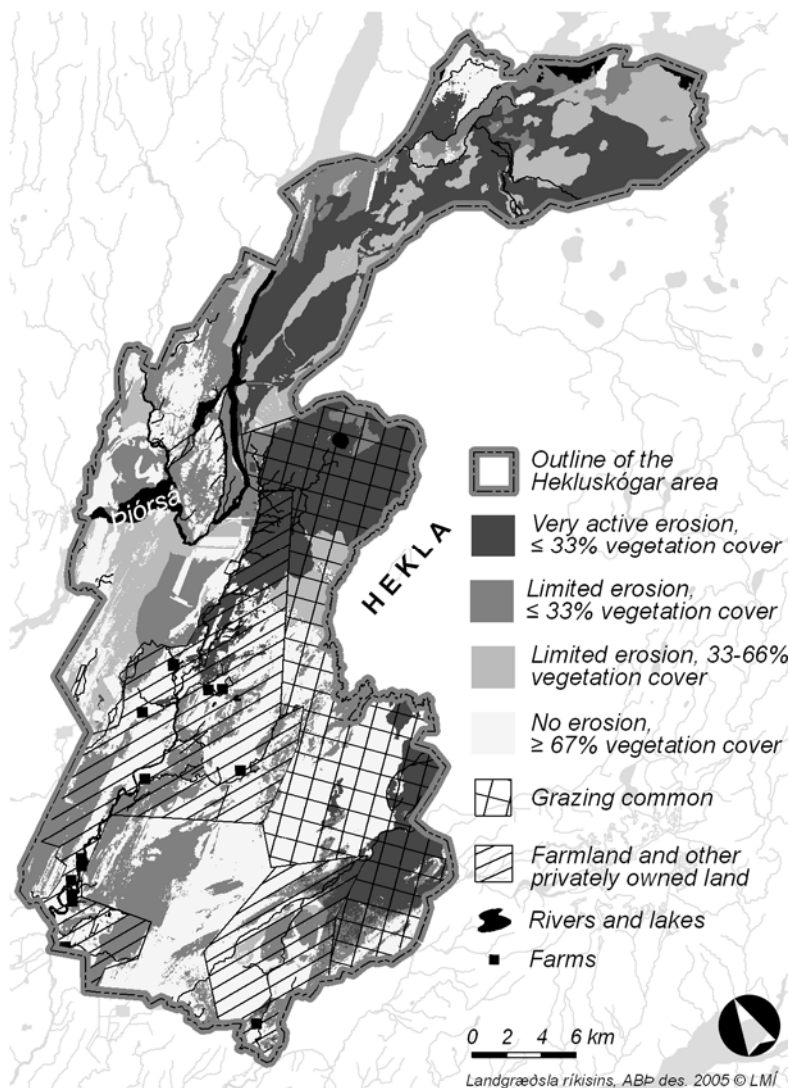 Þjórsá
HEKLA
Outline of the
Hekluskógar area
Very active erosion,
≤ 33% vegetation cover
Limited erosion,
≤ 33% vegetation cover
Limited erosion, 33-66%
vegetation cover
No erosion,
≥ 67% vegetation cover
Grazing common
Farmland and other
privately owned land
Rivers and lakes
Farms
0 2 4 6 km
Landgræðsla ríkisins, ABÞ des. 2005 © LMÍ